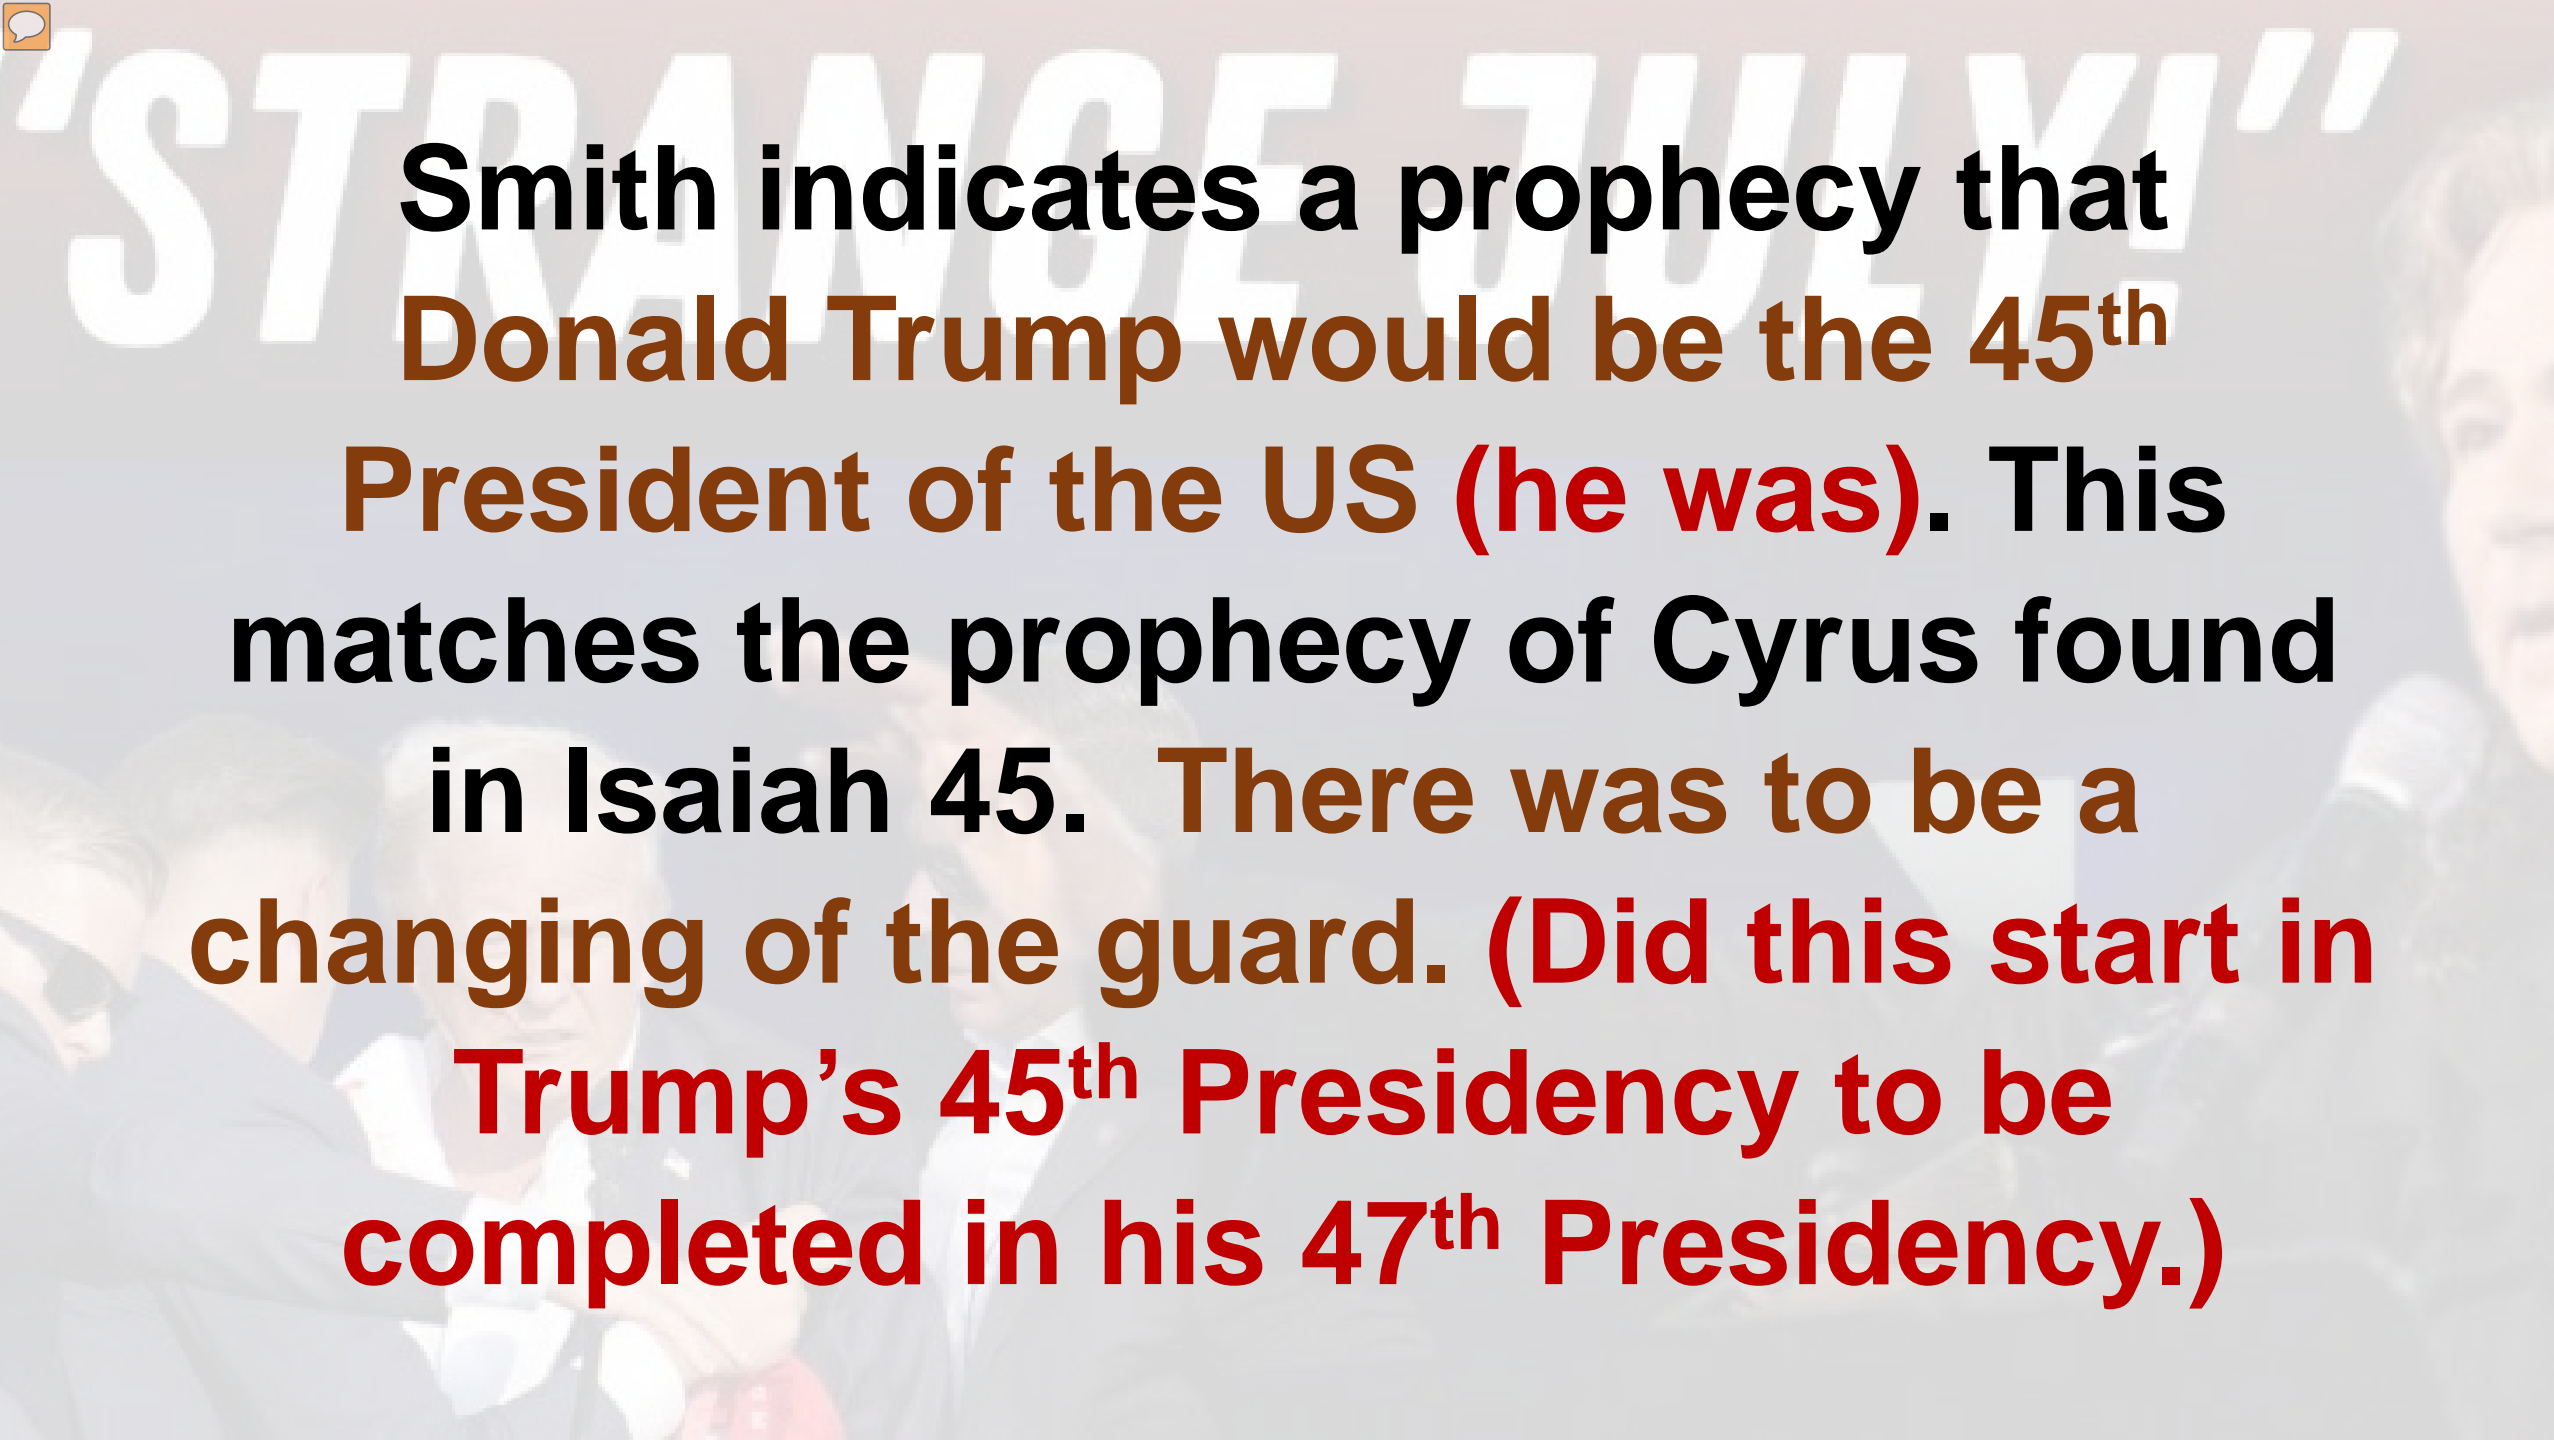 "STRANGE JULY!"
Smith indicates a prophecy that
Donald Trump would be the 45th
President of the US (he was). This
matches the prophecy of Cyrus found
in Isaiah 45.  There was to be a
changing of the guard. (Did this start in
Trump’s 45th Presidency to be
completed in his 47th Presidency.)